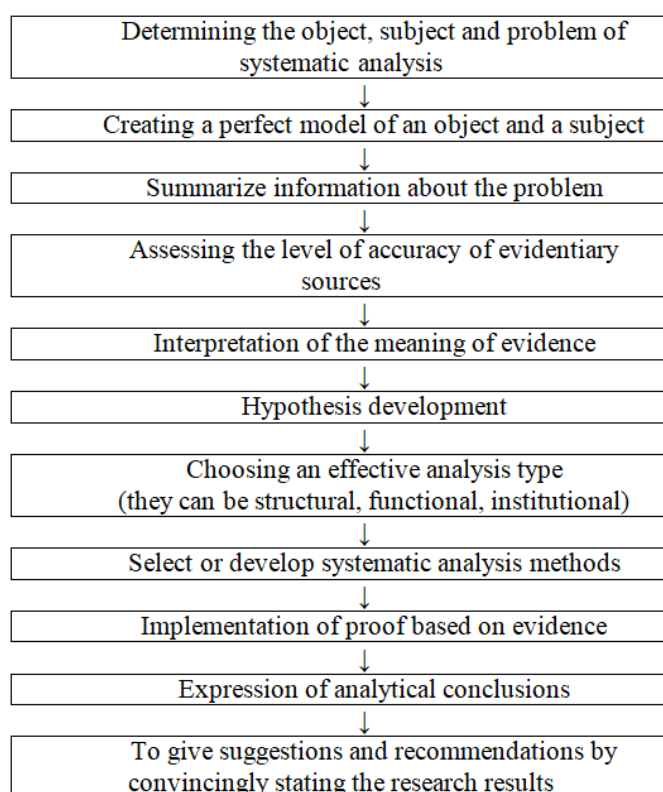 Determining the object, subject and problem of
systematic analysis
↓
Creating a perfect model of an object and a subject
↓
Summarize information about the problem
↓
Assessing the level of accuracy of evidentiary
sources
↓
Interpretation of the meaning of evidence
↓
Hypothesis development
↓
Choosing an effective analysis type
(they can be structural, functional, institutional)
↓
Select or develop systematic analysis methods
↓
Implementation of proof based on evidence
↓
Expression of analytical conclusions
↓
To give suggestions and recommendations by
convincingly stating the research results